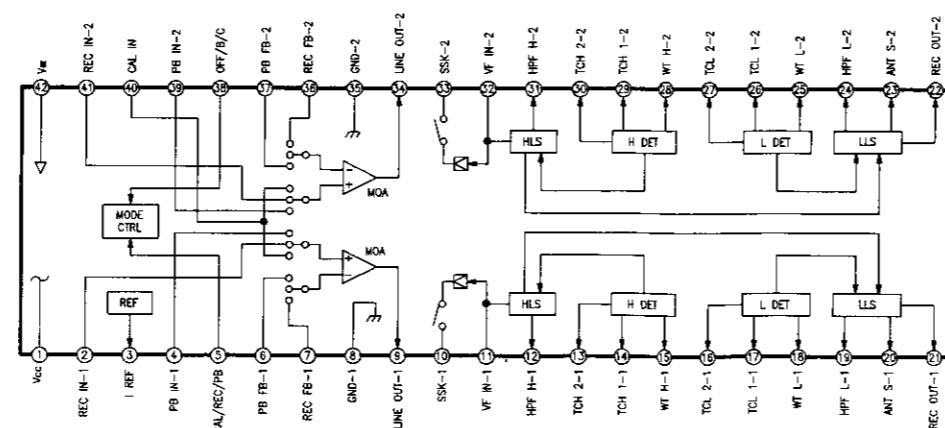 VEE
REC IN-2
CAL IN
PB IN-2
OFF/B/C
PB FB-2
REC FB-2
GND-2
LINE OUT-2
SSK-2
VF IN-2
HPF H-2
TCH 2-2
TCH 1-2
WT H-2
TCL 2-2
TCL 1-2
WT L-2
HPF L-2
ANT S-2
REC OUT-2
42 41 40 39 38 37 36 35 34 33 32 31 30 29 28 27 26 25 24 23 22
HLS H DET L DET LLS
MOA
MODE
CTRL
MOA
REF
HLS H DET L DET LLS
1 2 3 4 5 6 7 8 9 10 11 12 13 14 15 16 17 18 19 20 21
Vcc
REC IN-1
I REF
PB IN-1
CAL/REC/PB
PB FB-1
REC FB-1
GND-1
LINE OUT-1
SSK-1
VF IN-1
HPF H-1
TCH 2-1
TCH 1-1
WT H-1
TCL 2-1
TCL 1-1
WT L-1
HPF L-1
ANT S-1
REC OUT-1